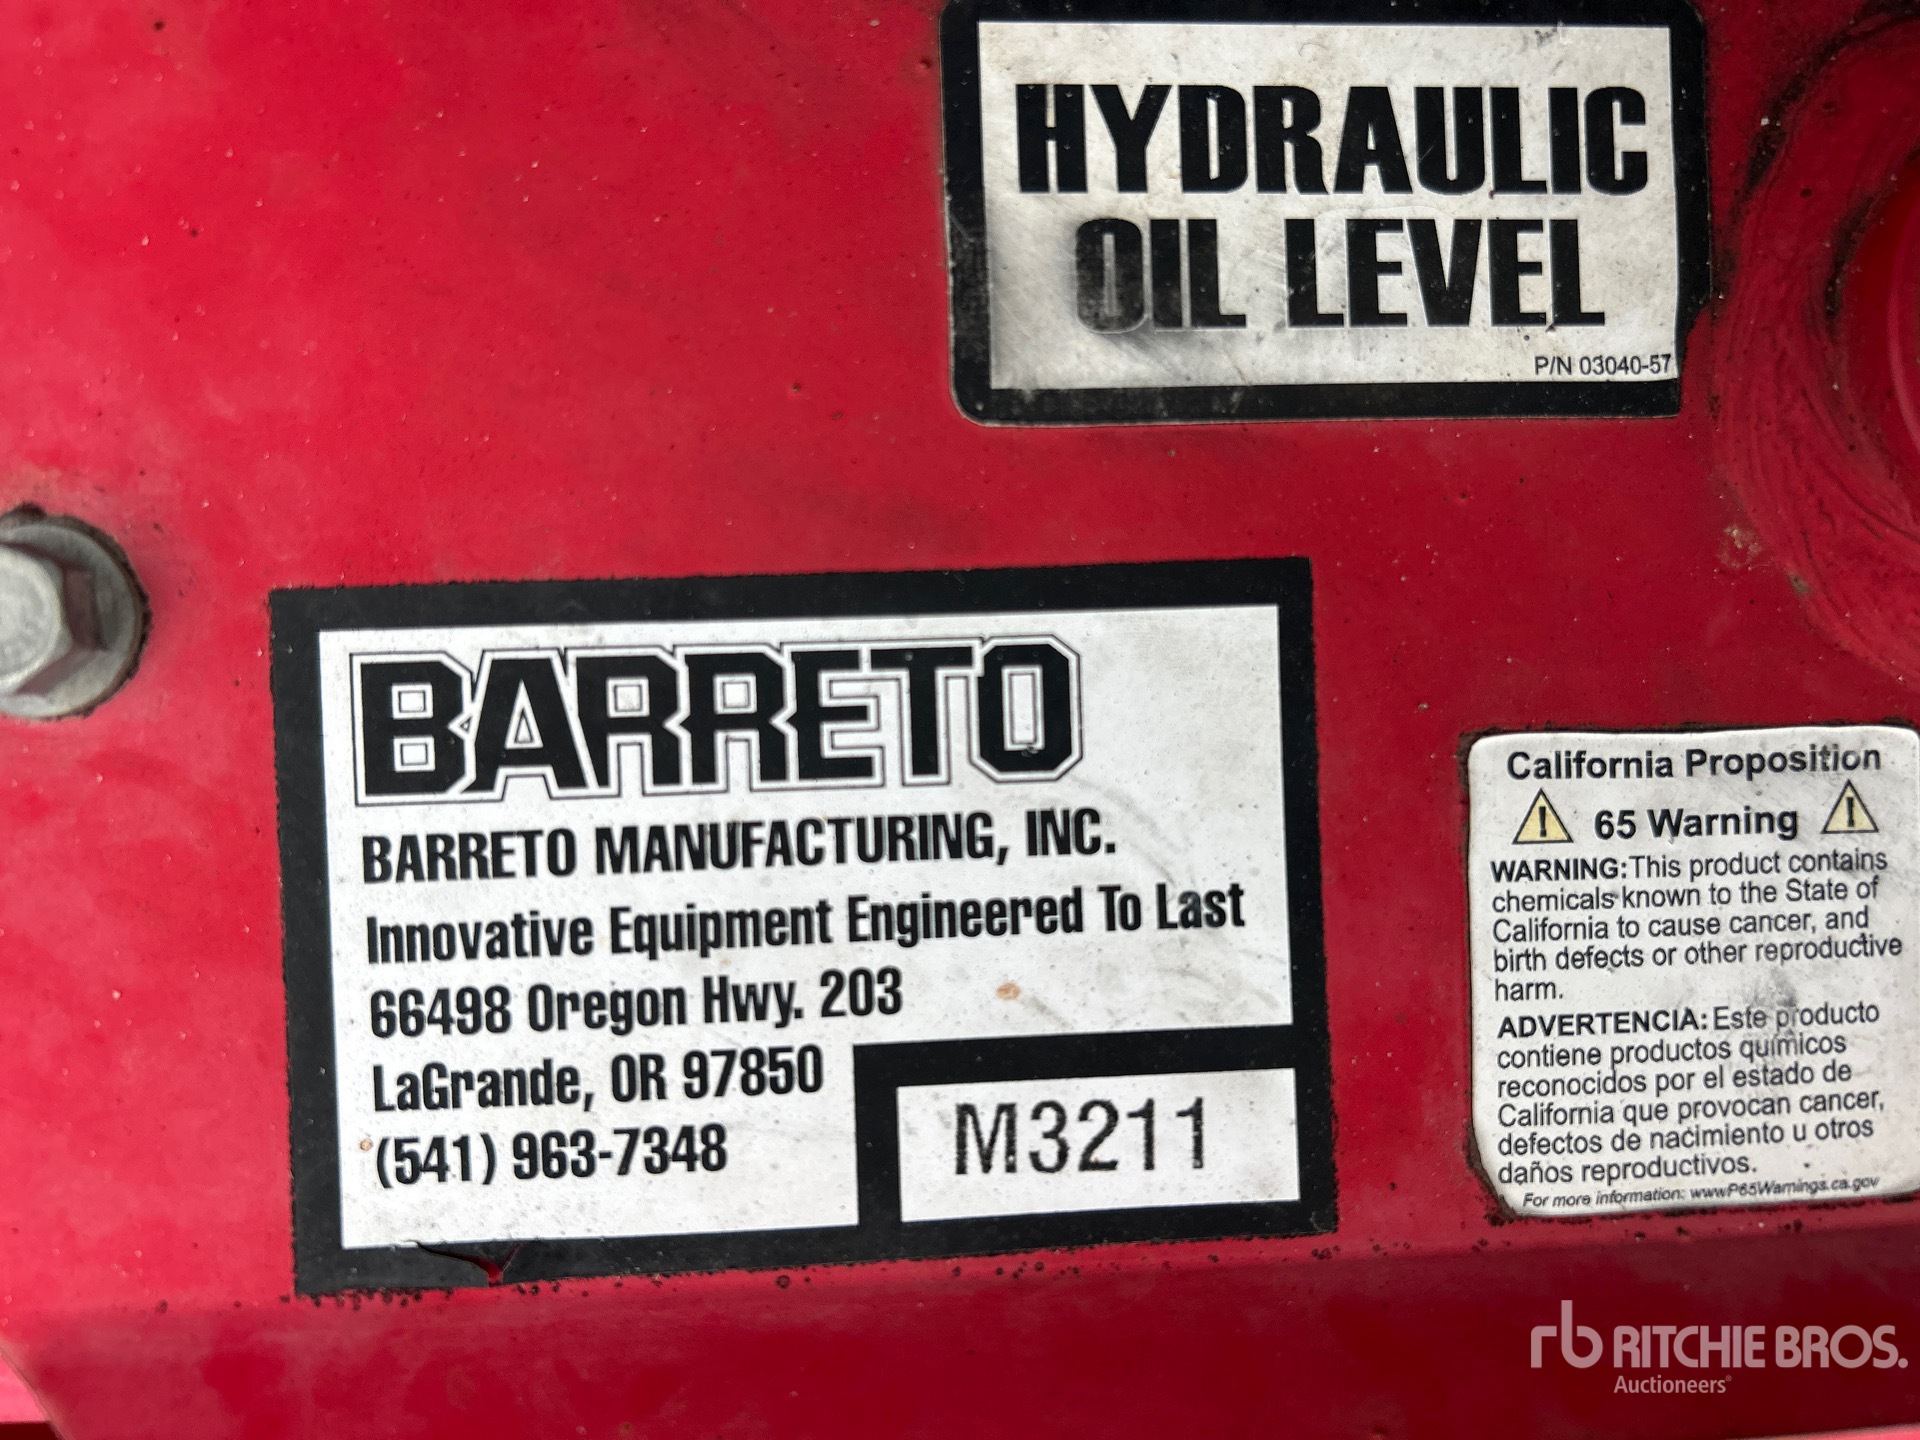 HYDRAULIC
OIL LEVEL
P/N 03040-57
BARRETO
BARRETO MANUFACTURING, INC.
Innovative Equipment Engineered To Last
66498 Oregon Hwy. 203
LaGrande, OR 97850
(541) 963-7348
M3211
California Proposition
65 Warning
WARNING: This product contains
chemicals known to the State of
California to cause cancer, and
birth defects or other reproductive
harm.
ADVERTENCIA: Este producto
contiene productos químicos
reconocidos por el estado de
California que provocan cancer,
defectos de nacimiento u otros
daños reproductivos.
For more information: www.P65Warnings.ca.gov
rb RITCHIE BROS.
Auctioneers